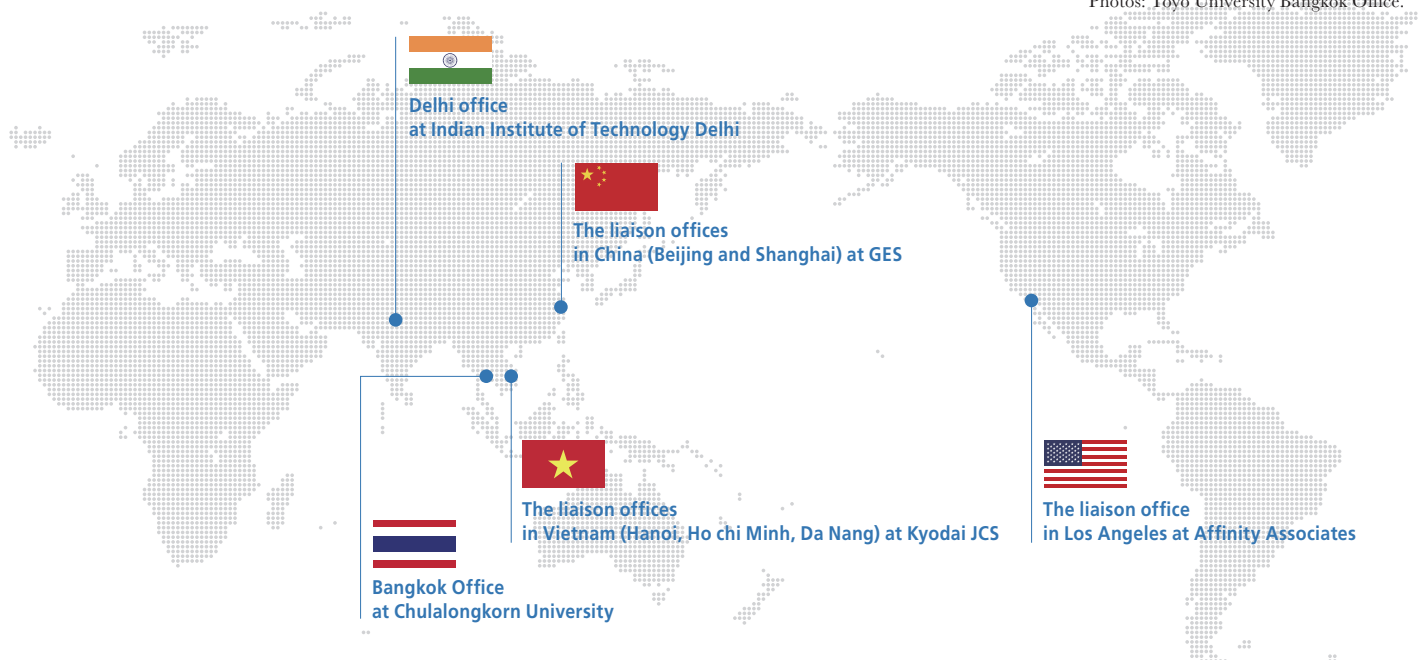 Photos: Toyo University Bangkok Office.
Delhi office
at Indian Institute of Technology Delhi
The liaison offices
in China (Beijing and Shanghai) at GES
The liaison offices
in Vietnam (Hanoi, Ho chi Minh, Da Nang) at Kyodai JCS
The liaison office
in Los Angeles at Affinity Associates
Bangkok Office
at Chulalongkorn University